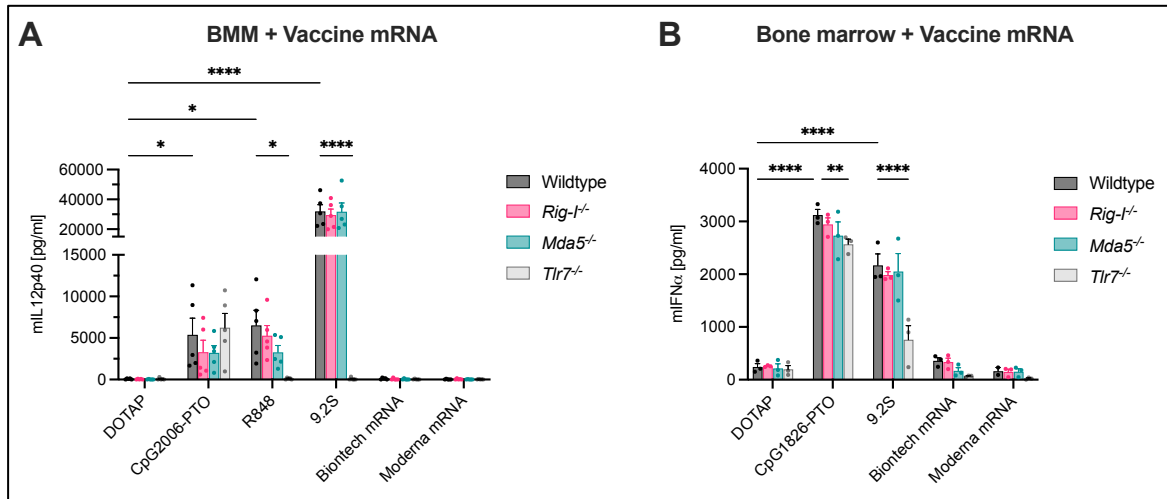 A
BMM + Vaccine mRNA
****
*
*
*
****
mIL12p40 [pg/ml]
60000
40000
20000
15000
10000
5000
0
DOTAP
CpG2006-PTO
R848
9.2S
Biontech mRNA
Moderna mRNA
Wildtype
Rig-I-/-
Mda5-/-
Tlr7-/-
B
Bone marrow + Vaccine mRNA
****
****
**
****
mIFNα [pg/ml]
4000
3000
2000
1000
0
DOTAP
CpG1826-PTO
9.2S
Biontech mRNA
Moderna mRNA
Wildtype
Rig-I-/-
Mda5-/-
Tlr7-/-